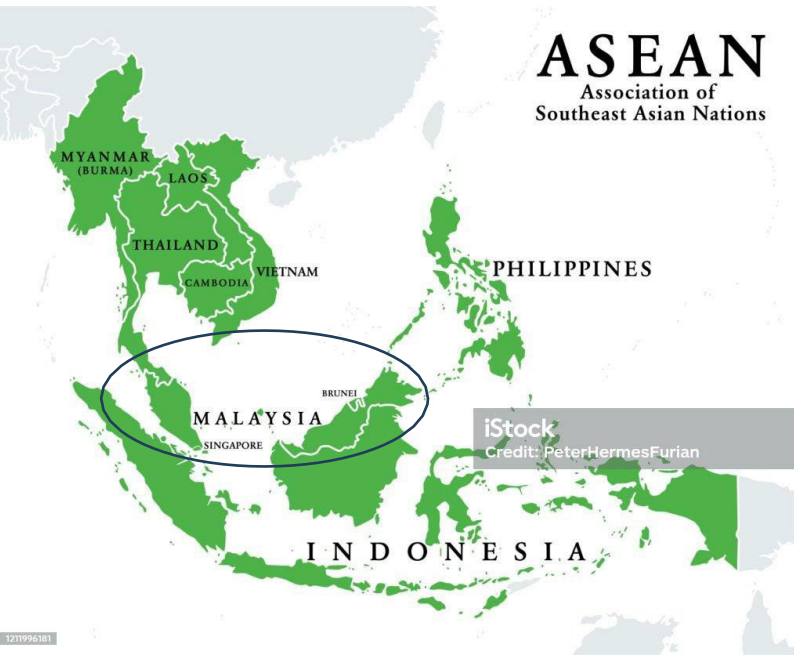 ASEAN
Association of
Southeast Asian Nations
MYANMAR
(BURMA)
LAOS
THAILAND
VIETNAM
CAMBODIA
PHILIPPINES
BRUNEI
MALAYSIA
SINGAPORE
iStock
Credit: PeterHermesFurian
INDONESIA
1211996181